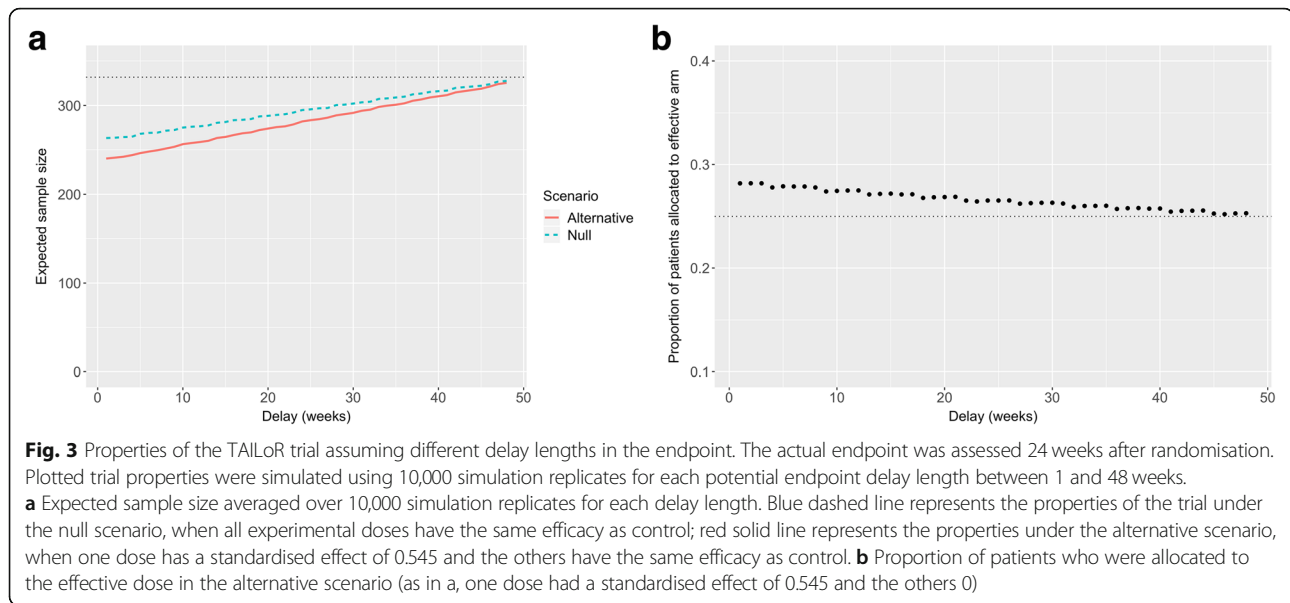 a
Expected sample size
300
200
100
0
0
10
20
30
40
50
Delay (weeks)
Scenario
Alternative
Null
b
Proportion of patients allocated to effective arm
0.4
0.3
0.2
0.1
0
10
20
30
40
50
Delay (weeks)
Fig. 3 Properties of the TAILoR trial assuming different delay lengths in the endpoint. The actual endpoint was assessed 24 weeks after randomisation.
Plotted trial properties were simulated using 10,000 simulation replicates for each potential endpoint delay length between 1 and 48 weeks.
a Expected sample size averaged over 10,000 simulation replicates for each delay length. Blue dashed line represents the properties of the trial under
the null scenario, when all experimental doses have the same efficacy as control; red solid line represents the properties under the alternative scenario,
when one dose has a standardised effect of 0.545 and the others have the same efficacy as control. b Proportion of patients who were allocated to
the effective dose in the alternative scenario (as in a, one dose had a standardised effect of 0.545 and the others 0)